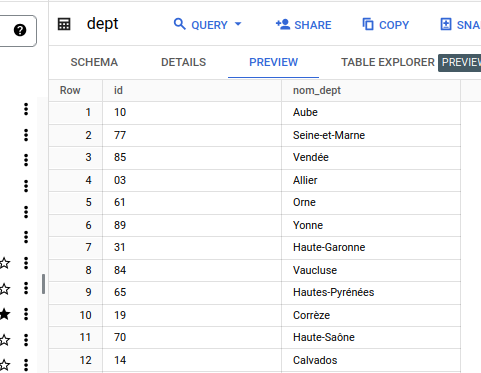 dept QUERY SHARE COPY SNA
SCHEMA DETAILS PREVIEW TABLE EXPLORER PREVIEW
Row id nom_dept
1 10 Aube
2 77 Seine-et-Marne
3 85 Vendée
4 03 Allier
5 61 Orne
6 89 Yonne
7 31 Haute-Garonne
8 84 Vaucluse
9 65 Hautes-Pyrénées
10 19 Corrèze
11 70 Haute-Saône
12 14 Calvados